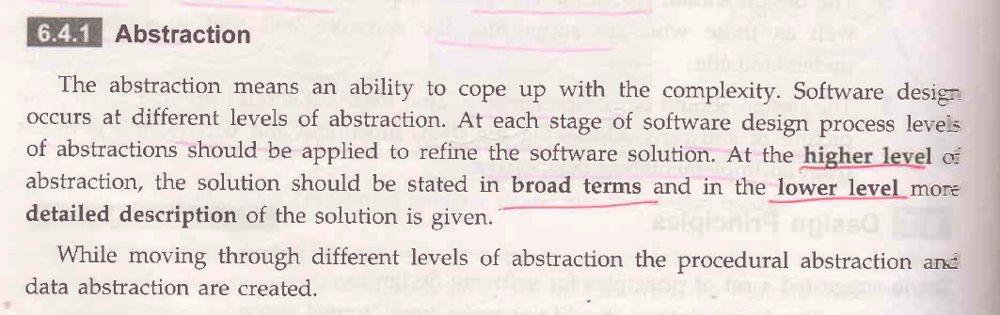 6.4.1 Abstraction
The abstraction means an ability to cope up with the complexity. Software design
occurs at different levels of abstraction. At each stage of software design process levels
of abstractions should be applied to refine the software solution. At the higher level of
abstraction, the solution should be stated in broad terms and in the lower level more
detailed description of the solution is given.
While moving through different levels of abstraction the procedural abstraction and
data abstraction are created.